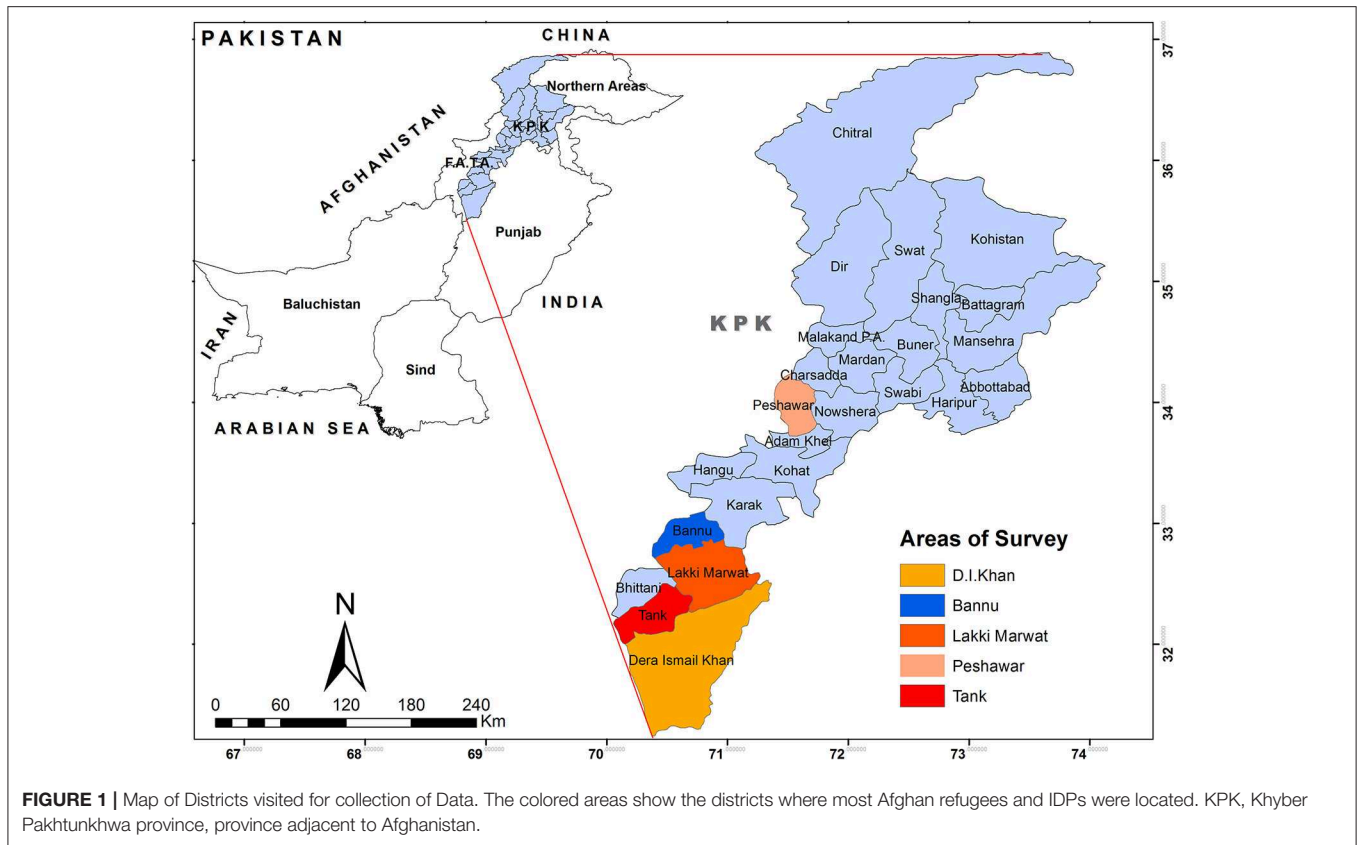 PAKISTAN
CHINA
Northern Areas
KPK
F.A.T.A.
AFGHANISTAN
Punjab
Baluchistan
INDIA
IRAN
Sind
ARABIAN SEA
KPK
Chitral
Kohistan
Swat
Dir
Shangla
Battagram
Malakand P.A.
Buner
Mansehra
Mardan
Charsadda
Abbottabad
Swabi
Haripur
Peshawar
Nowshera
Adam Khel
Hangu
Kohat
Karak
Bannu
Lakki Marwat
Bhittani
Tank
Dera Ismail Khan
Areas of Survey
D.I.Khan
Bannu
Lakki Marwat
Peshawar
Tank
N
0 30 60 120 180 240
Km
37
36
35
34
33
32
67 68 69 70 71 72 73 74
FIGURE 1 | Map of Districts visited for collection of Data. The colored areas show the districts where most Afghan refugees and IDPs were located. KPK, Khyber
Pakhtunkhwa province, province adjacent to Afghanistan.